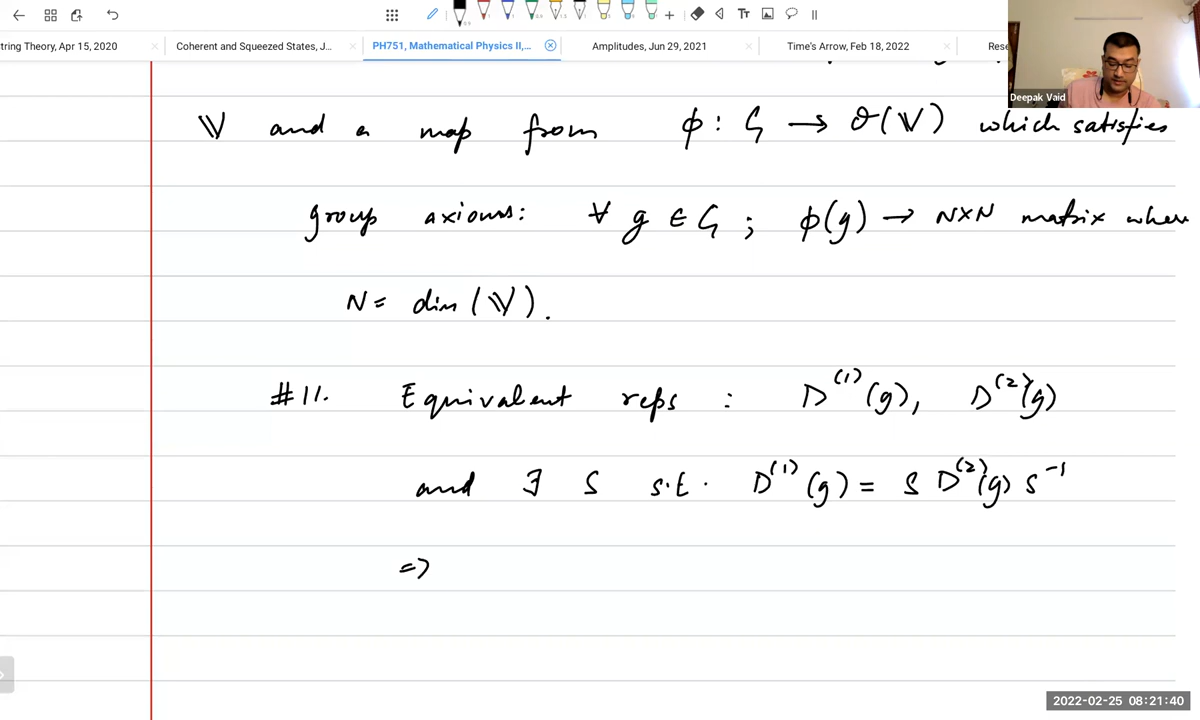 tring Theory, Apr 15, 2020 × Coherent and Squeezed States, J... × PH751, Mathematical Physics II,... Amplitudes, Jun 29, 2021 × Time's Arrow, Feb 18, 2022 × Rese
Deepak Vaid
𝕍 and a map from ϕ : G → O(𝕍) which satisfies
group axioms: ∀ g ∈ G ; ϕ(g) → N×N matrix where
N = dim (𝕍).
#11. Equivalent reps : D^(1)(g), D^(2)(g)
and ∃ S s.t. D^(1)(g) = S D^(2)(g) S^-1
=>
2022-02-25 08:21:40